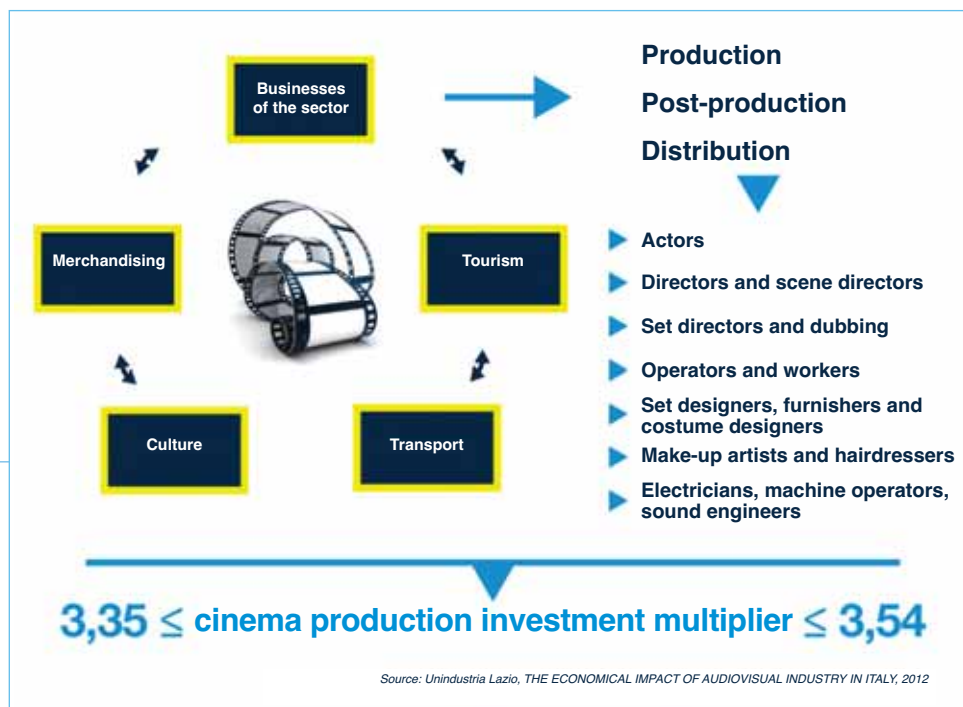 Businesses
of the sector
Production
Post-production
Distribution
Merchandising
Tourism
Culture
Transport
Actors
Directors and scene directors
Set directors and dubbing
Operators and workers
Set designers, furnishers and
costume designers
Make-up artists and hairdressers
Electricians, machine operators,
sound engineers
3,35 ≤ cinema production investment multiplier ≤ 3,54
Source: Unindustria Lazio, THE ECONOMICAL IMPACT OF AUDIOVISUAL INDUSTRY IN ITALY, 2012